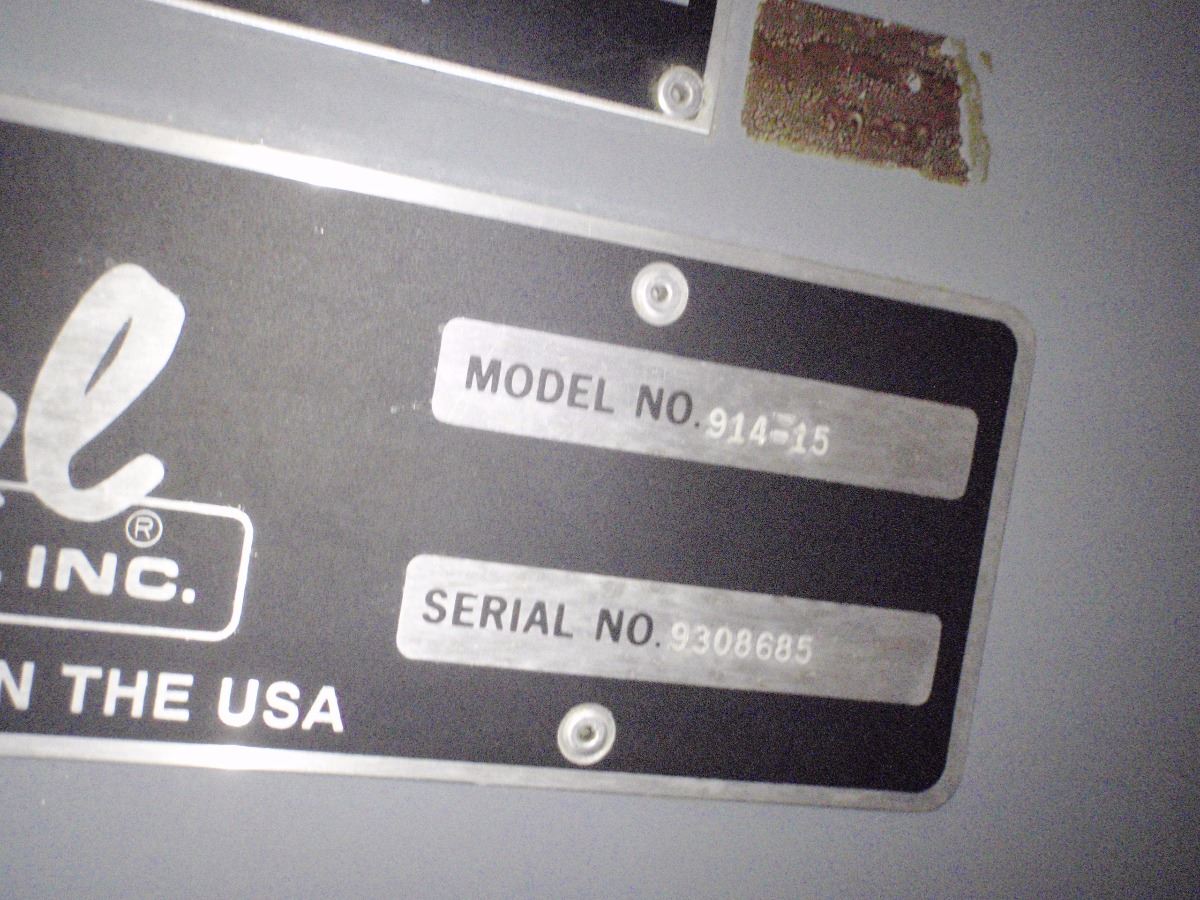 l®
INC.
N THE USA
MODEL NO. 914-15
SERIAL NO. 9308685